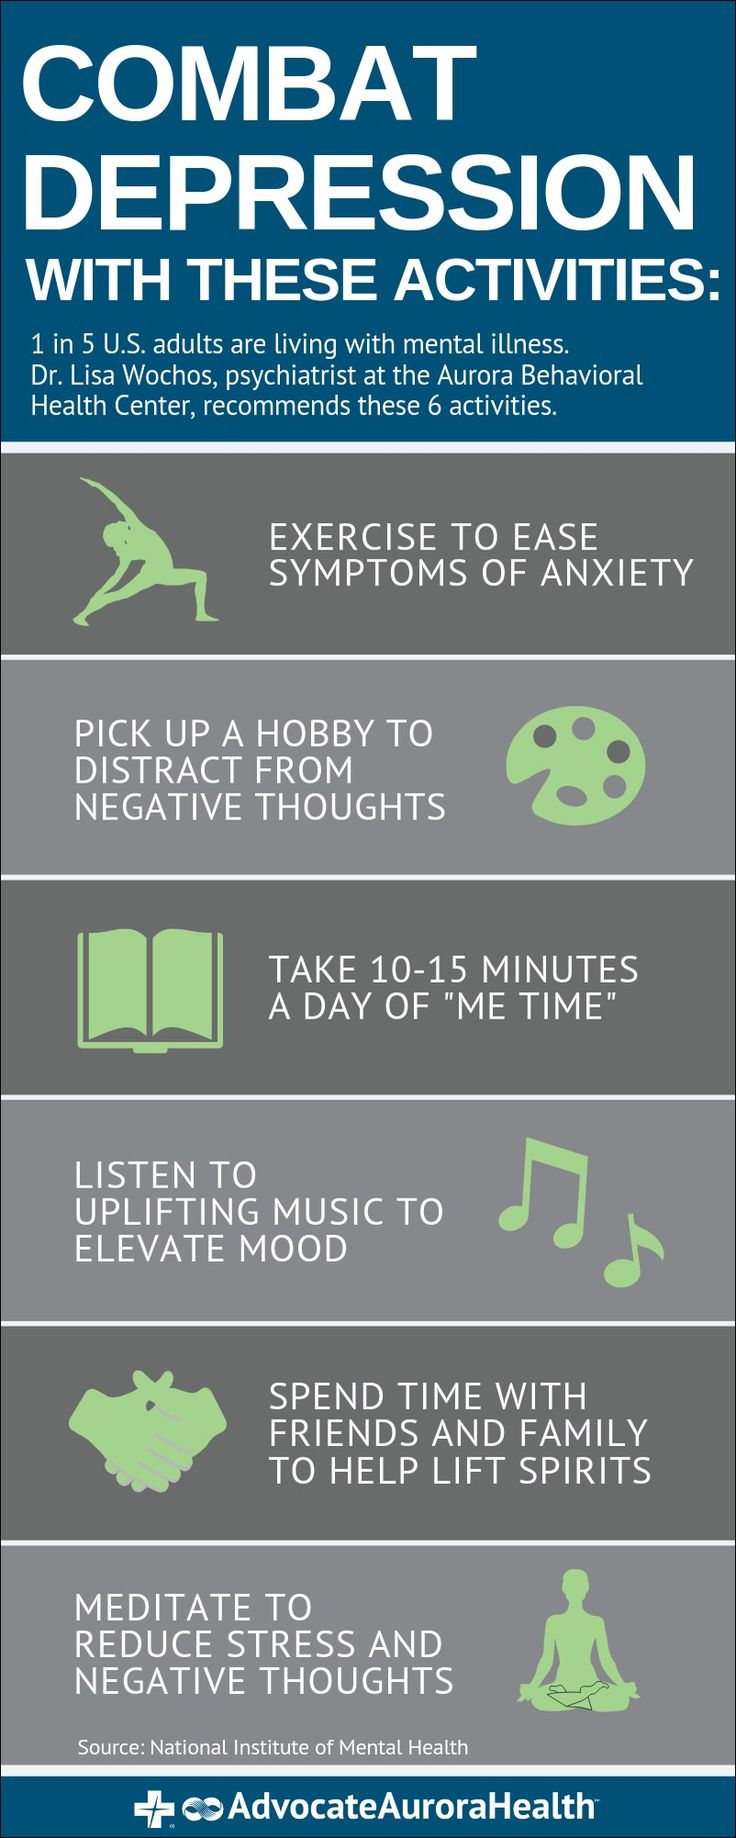 COMBAT
DEPRESSION
WITH THESE ACTIVITIES:
1 in 5 U.S. adults are living with mental illness.
Dr. Lisa Wochos, psychiatrist at the Aurora Behavioral
Health Center, recommends these 6 activities.
EXERCISE TO EASE
SYMPTOMS OF ANXIETY
PICK UP A HOBBY TO
DISTRACT FROM
NEGATIVE THOUGHTS
TAKE 10-15 MINUTES
A DAY OF "ME TIME"
LISTEN TO
UPLIFTING MUSIC TO
ELEVATE MOOD
SPEND TIME WITH
FRIENDS AND FAMILY
TO HELP LIFT SPIRITS
MEDITATE TO
REDUCE STRESS AND
NEGATIVE THOUGHTS
Source: National Institute of Mental Health
AdvocateAuroraHealth